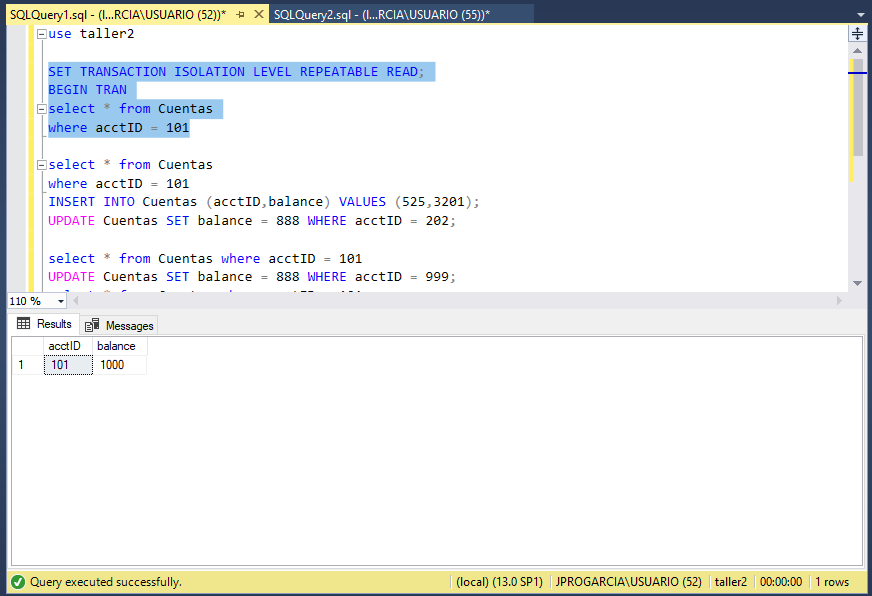 SQLQuery1.sql - (l...RCIA\USUARIO (52))* SQLQuery2.sql - (l...RCIA\USUARIO (55))*
use taller2
SET TRANSACTION ISOLATION LEVEL REPEATABLE READ;
BEGIN TRAN
select * from Cuentas
where acctID = 101
select * from Cuentas
where acctID = 101
INSERT INTO Cuentas (acctID,balance) VALUES (525,3201);
UPDATE Cuentas SET balance = 888 WHERE acctID = 202;
select * from Cuentas where acctID = 101
UPDATE Cuentas SET balance = 888 WHERE acctID = 999;
110 %
Results Messages
acctID balance
1 101 1000
Query executed successfully. (local) (13.0 SP1) JPROGARCIA\USUARIO (52) taller2 00:00:00 1 rows